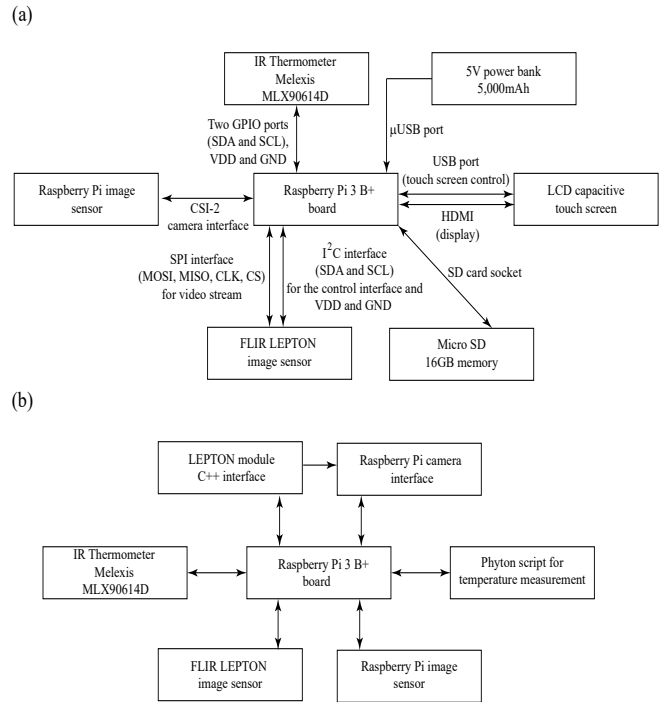 (a)
IR Thermometer
Melexis
MLX90614D
5V power bank
5,000mAh
Two GPIO ports
(SDA and SCL),
VDD and GND
μUSB port
USB port
(touch screen control)
Raspberry Pi image
sensor
CSI-2
camera interface
Raspberry Pi 3 B+
board
HDMI
(display)
LCD capacitive
touch screen
SPI interface
(MOSI, MISO, CLK, CS)
for video stream
I²C interface
(SDA and SCL)
for the control interface and
VDD and GND
SD card socket
FLIR LEPTON
image sensor
Micro SD
16GB memory
(b)
LEPTON module
C++ interface
Raspberry Pi camera
interface
IR Thermometer
Melexis
MLX90614D
Raspberry Pi 3 B+
board
Phyton script for
temperature measurement
FLIR LEPTON
image sensor
Raspberry Pi image
sensor